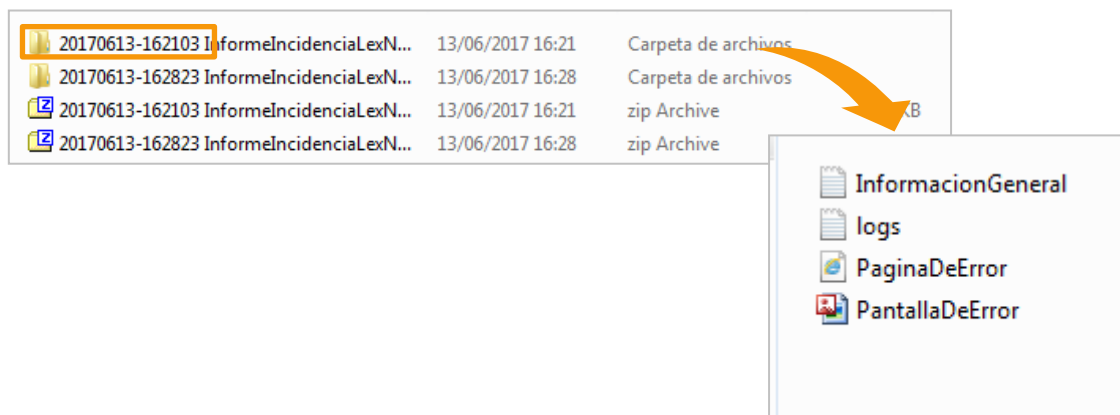 20170613-162103 InformeIncidenciaLexN... 13/06/2017 16:21 Carpeta de archivos
20170613-162823 InformeIncidenciaLexN... 13/06/2017 16:28 Carpeta de archivos
20170613-162103 InformeIncidenciaLexN... 13/06/2017 16:21 zip Archive KB
20170613-162823 InformeIncidenciaLexN... 13/06/2017 16:28 zip Archive
InformacionGeneral
logs
PaginaDeError
PantallaDeError